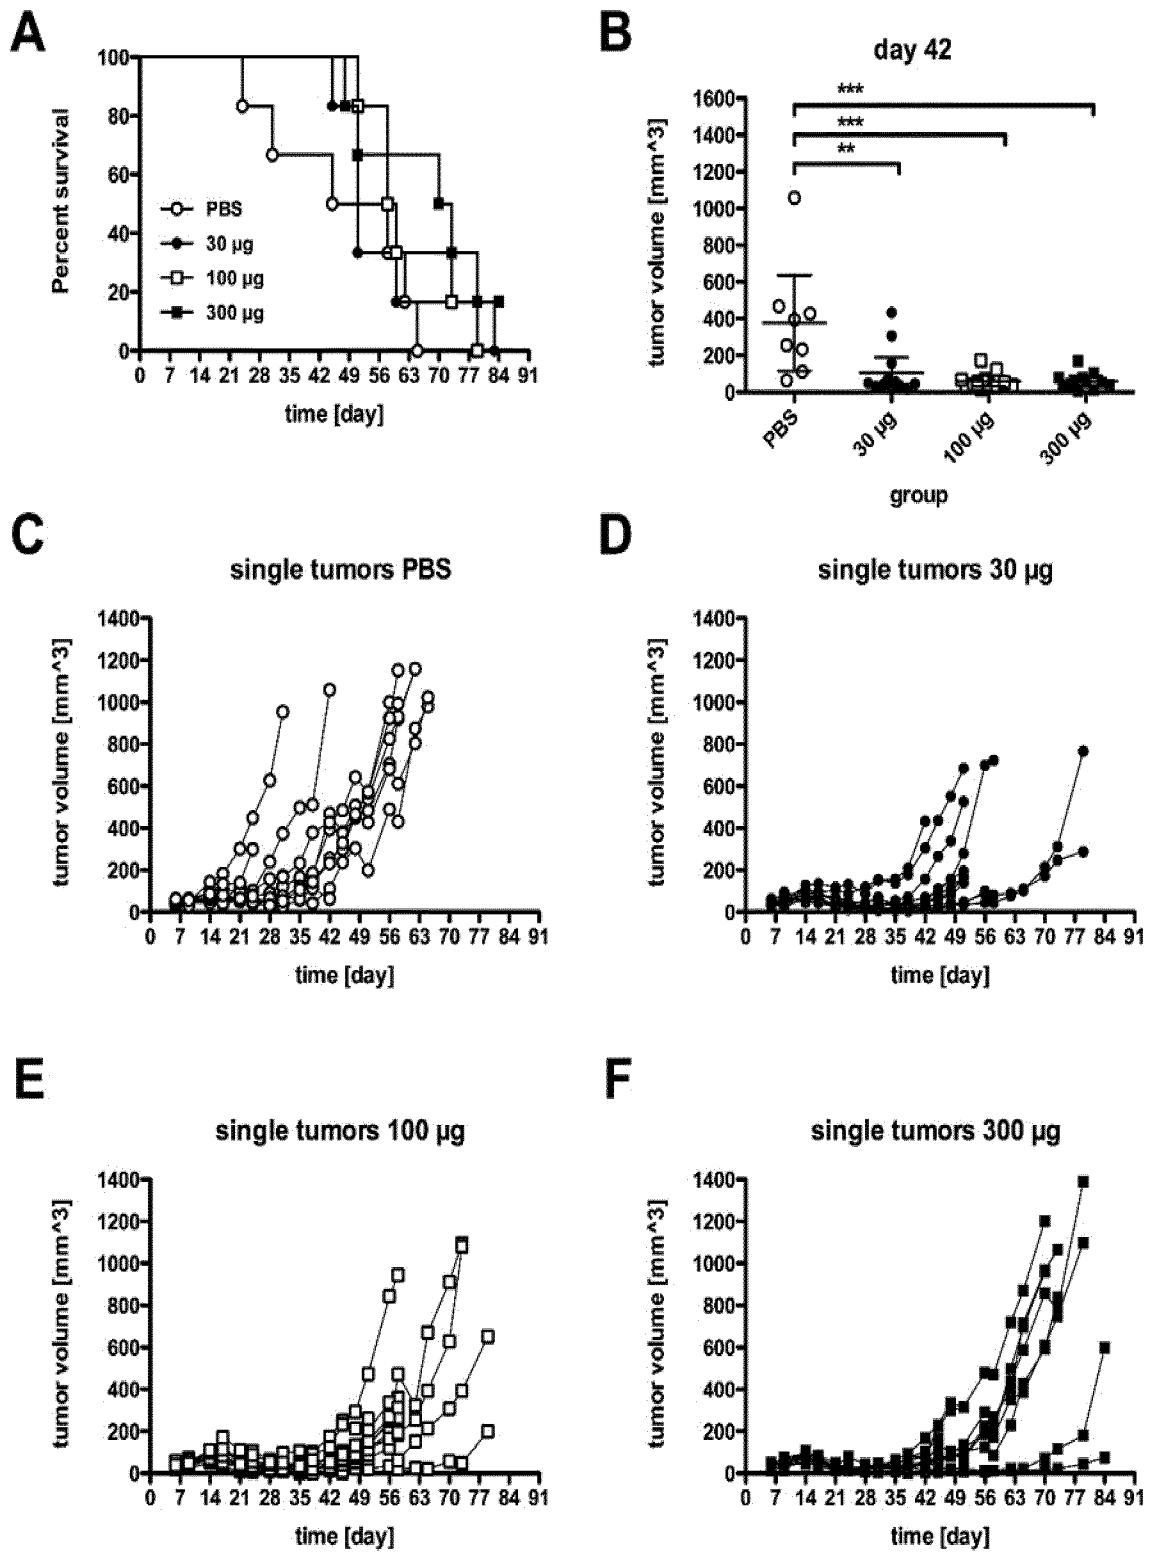 A
100
80
60
40
20
0
Percent survival
PBS
30 µg
100 µg
300 µg
0 7 14 21 28 35 42 49 56 63 70 77 84 91
time [day]
B
day 42
1600
1400
1200
1000
800
600
400
200
0
tumor volume [mm^3]
***
***
**
PBS
30 µg
100 µg
300 µg
group
C
single tumors PBS
1400
1200
1000
800
600
400
200
0
tumor volume [mm^3]
0 7 14 21 28 35 42 49 56 63 70 77 84 91
time [day]
D
single tumors 30 µg
1400
1200
1000
800
600
400
200
0
tumor volume [mm^3]
0 7 14 21 28 35 42 49 56 63 70 77 84 91
time [day]
E
single tumors 100 µg
1400
1200
1000
800
600
400
200
0
tumor volume [mm^3]
0 7 14 21 28 35 42 49 56 63 70 77 84 91
time [day]
F
single tumors 300 µg
1400
1200
1000
800
600
400
200
0
tumor volume [mm^3]
0 7 14 21 28 35 42 49 56 63 70 77 84 91
time [day]